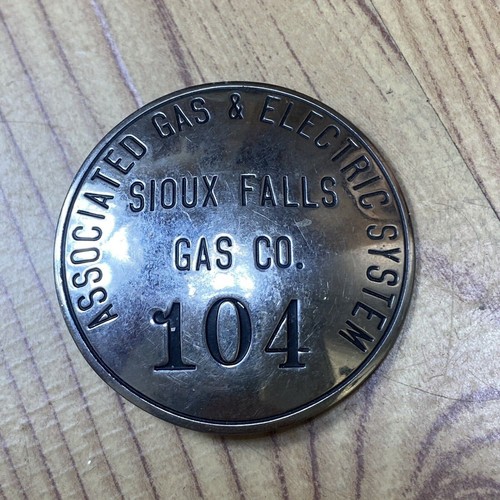 ASSOCIATED GAS & ELECTRIC SYSTEM
SIOUX FALLS
GAS CO.
104